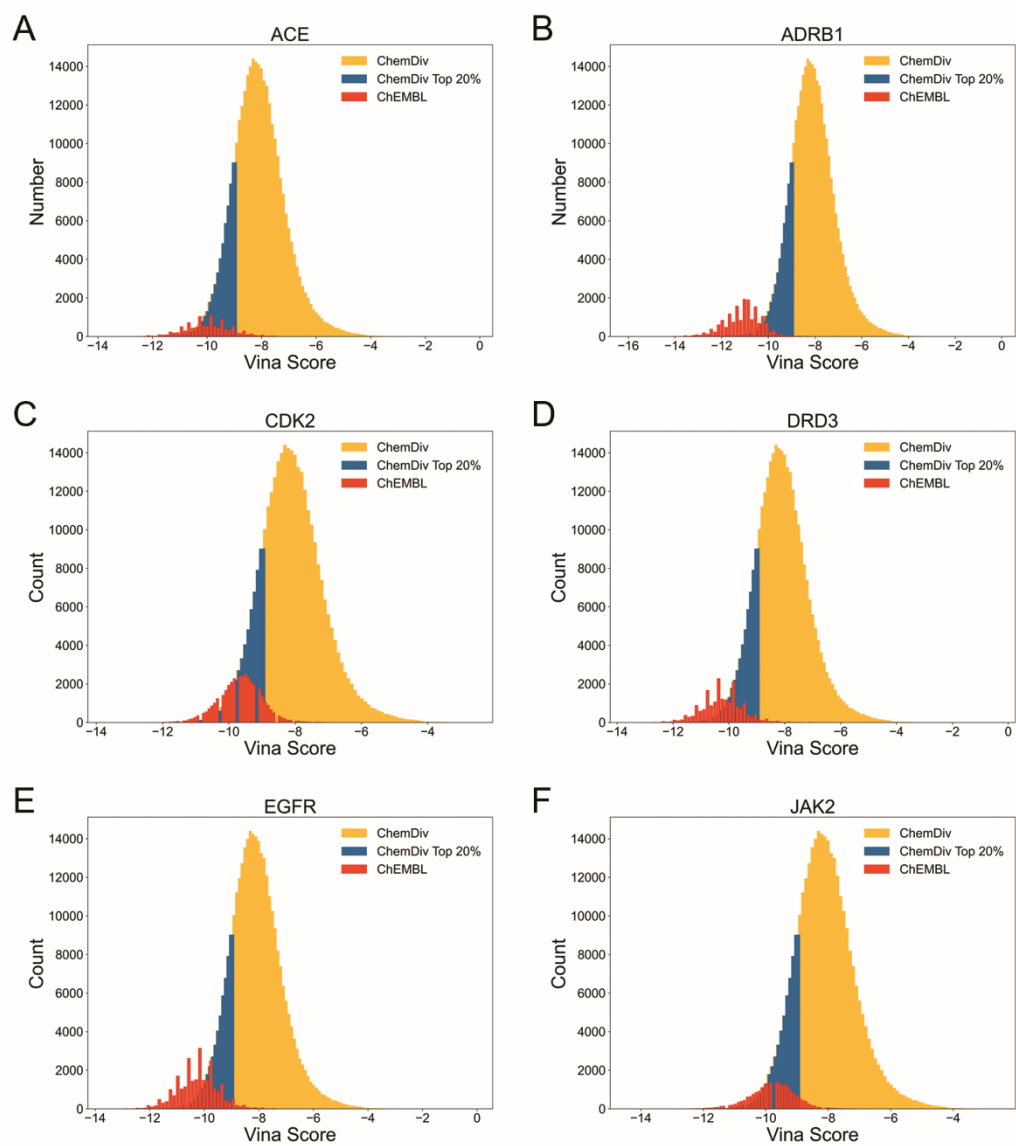 A
ACE
ChemDiv
ChemDiv Top 20%
ChEMBL
14000
12000
10000
8000
6000
4000
2000
0
Number
−14 −12 −10 −8 −6 −4 −2 0
Vina Score
B
ADRB1
ChemDiv
ChemDiv Top 20%
ChEMBL
14000
12000
10000
8000
6000
4000
2000
0
Number
−16 −14 −12 −10 −8 −6 −4 −2 0
Vina Score
C
CDK2
ChemDiv
ChemDiv Top 20%
ChEMBL
14000
12000
10000
8000
6000
4000
2000
0
Count
−14 −12 −10 −8 −6 −4
Vina Score
D
DRD3
ChemDiv
ChemDiv Top 20%
ChEMBL
14000
12000
10000
8000
6000
4000
2000
0
Count
−14 −12 −10 −8 −6 −4 −2 0
Vina Score
E
EGFR
ChemDiv
ChemDiv Top 20%
ChEMBL
14000
12000
10000
8000
6000
4000
2000
0
Count
−14 −12 −10 −8 −6 −4 −2 0
Vina Score
F
JAK2
ChemDiv
ChemDiv Top 20%
ChEMBL
14000
12000
10000
8000
6000
4000
2000
0
Count
−14 −12 −10 −8 −6 −4
Vina Score